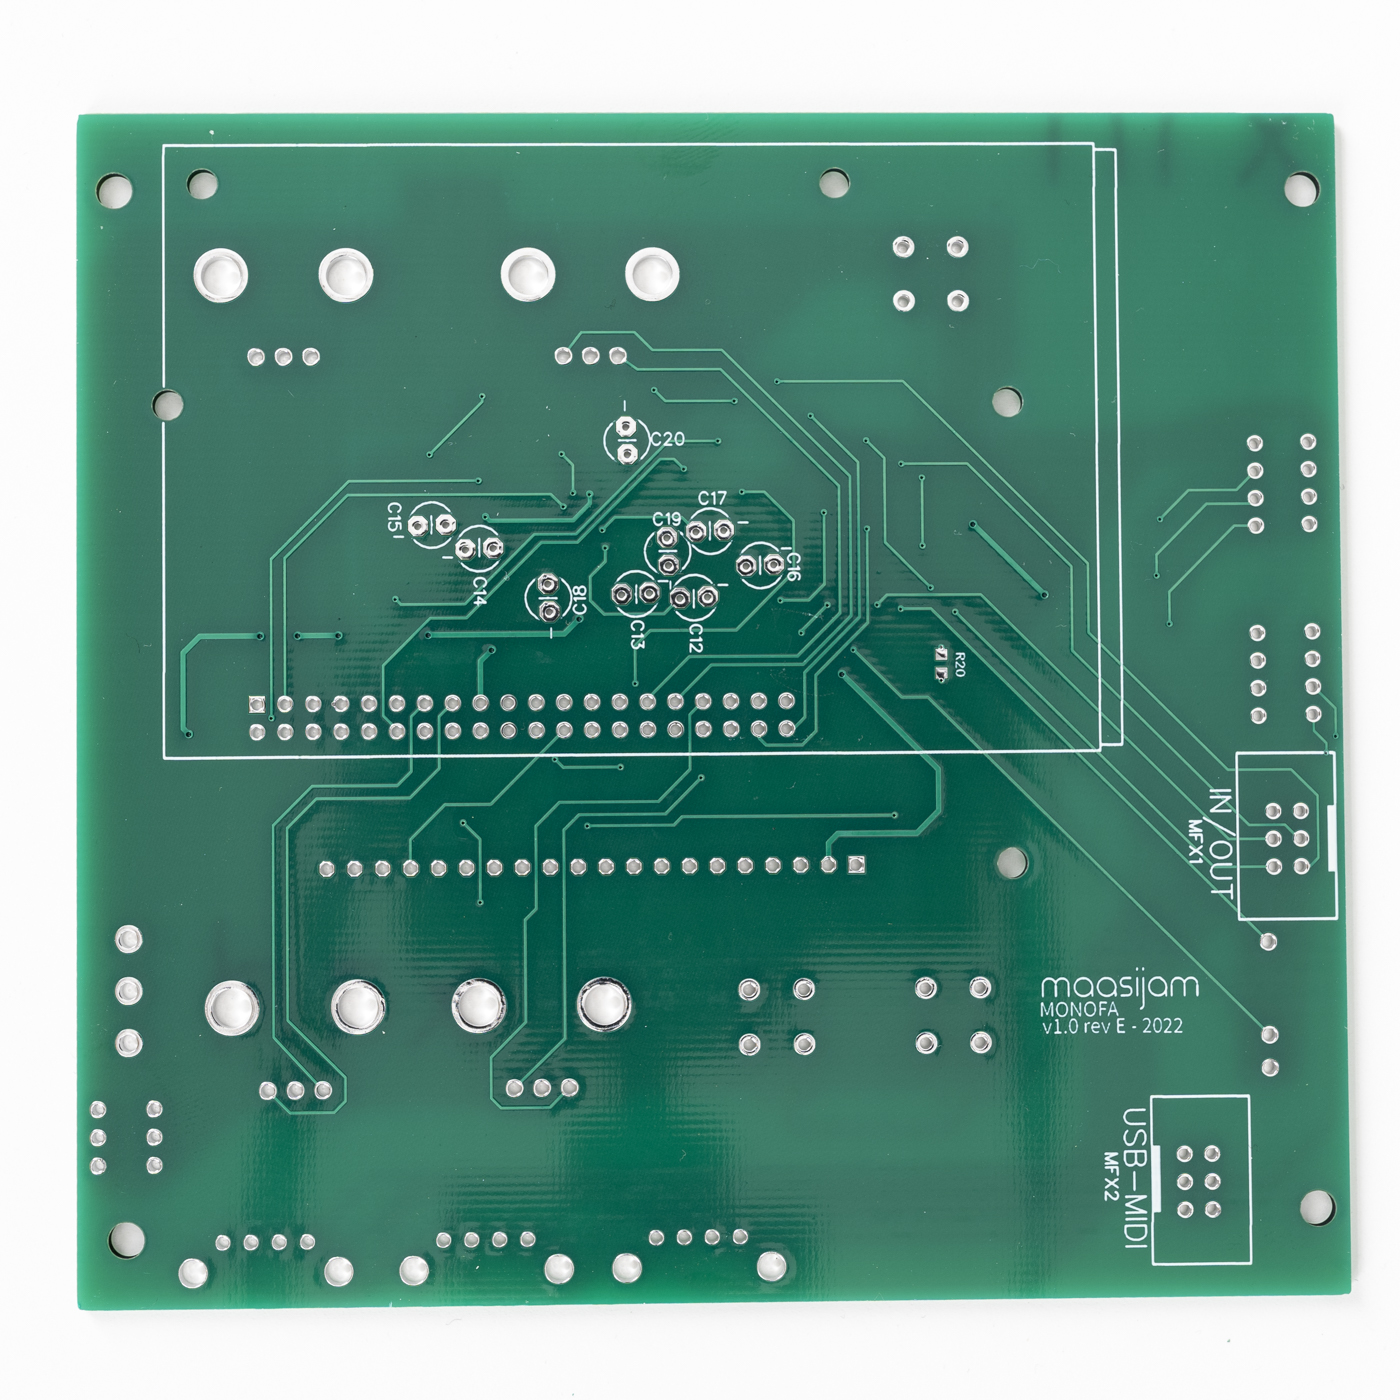 C20
C17
C15
C19
C16
C14
C18
C13
C12
R20
IN/OUT
MFX1
maasijam
MONOFA
v1.0 rev E - 2022
USB-MIDI
MFX2